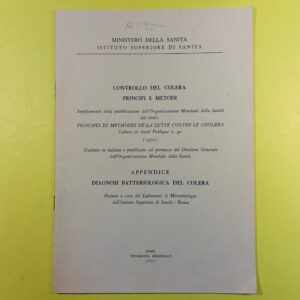 MINISTERO DELLA SANITÀ
ISTITUTO SUPERIORE DI SANITÀ
CONTROLLO DEL COLERA
PRINCIPI E METODI
Supplemento della pubblicazione dell'Organizzazione Mondiale della Sanità
dal titolo:
PRINCIPES ET METHODES DE LA LUTTE CONTRE LE CHOLERA
Cahiers de Santé Publique n. 40
(1970)
Tradotto in italiano e pubblicato col permesso del Direttore Generale
dell'Organizzazione Mondiale della Sanità
APPENDICE
DIAGNOSI BATTERIOLOGICA DEL COLERA
Redatta a cura dei Laboratori di Microbiologia
dell'Istituto Superiore di Sanità - Roma
ROMA
TIPOGRAFIA REGIONALE
1971